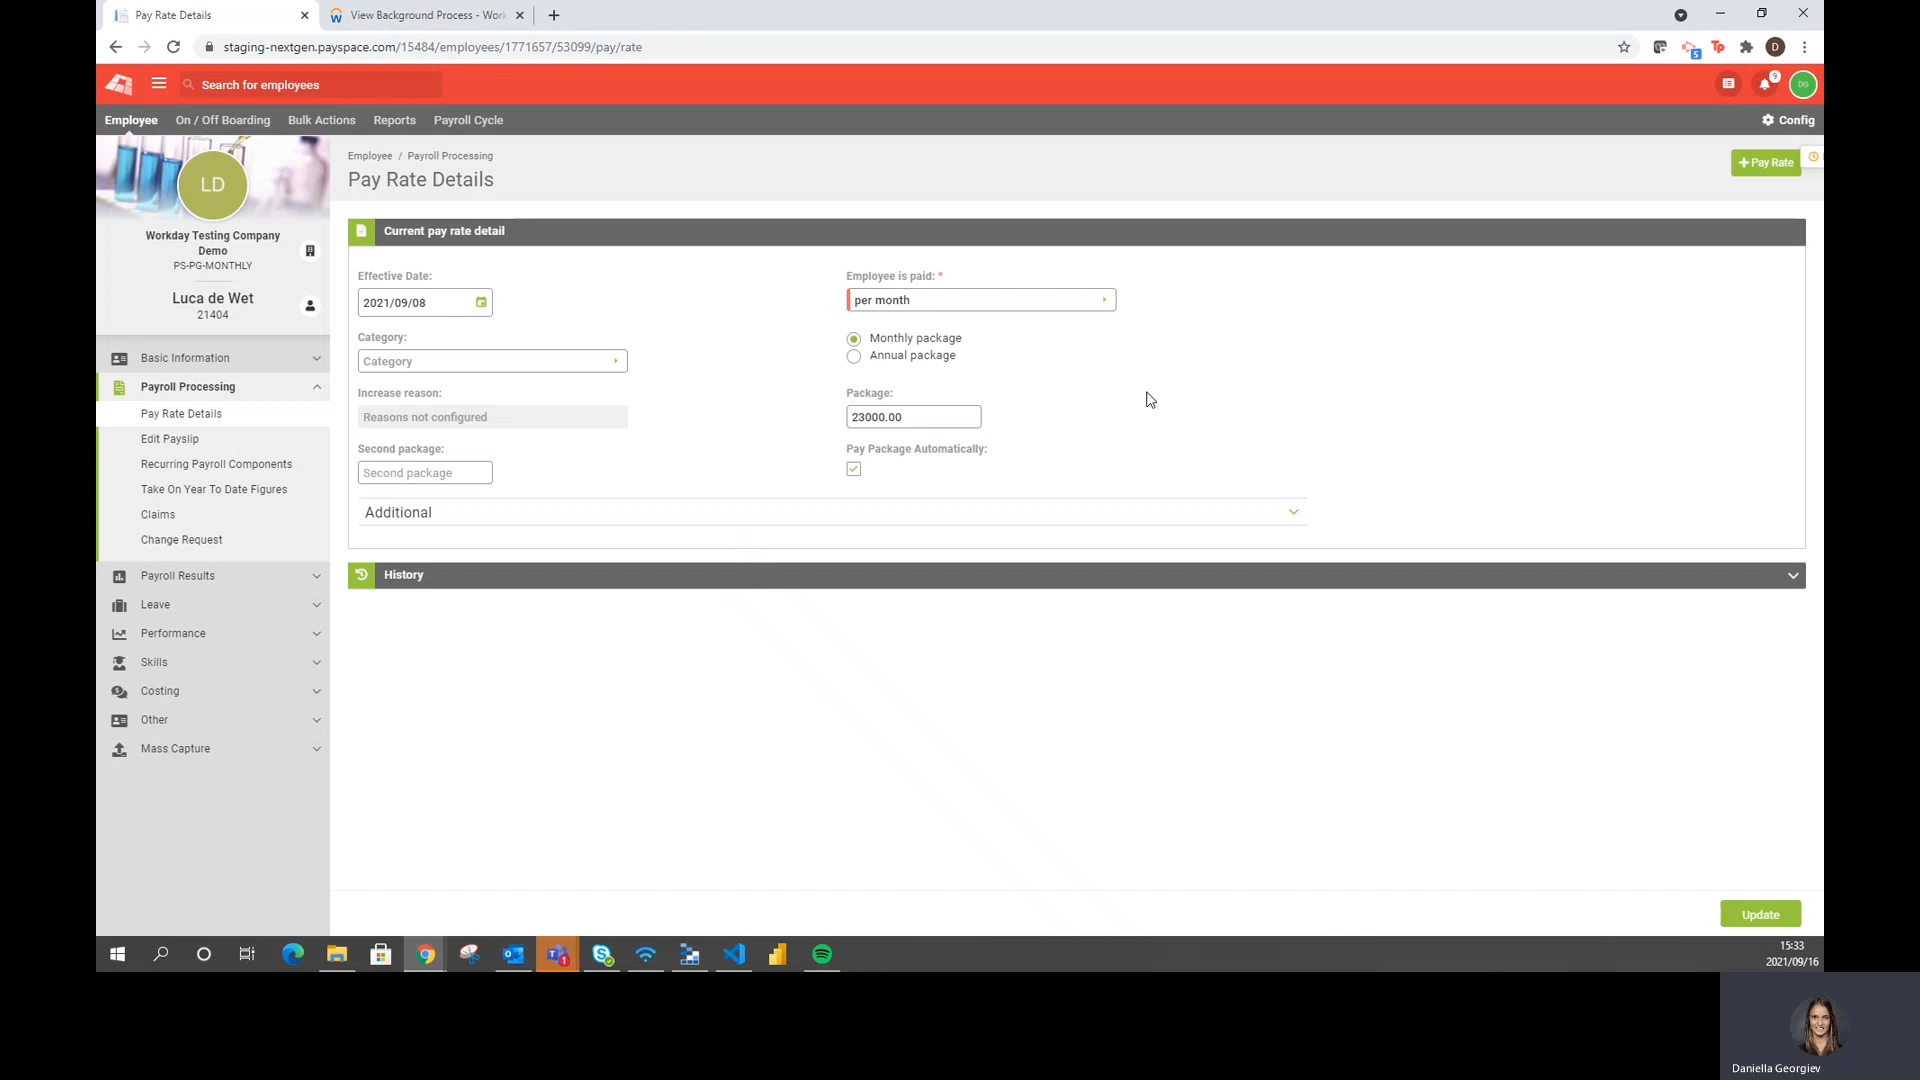 Pay Rate Details
View Background Process - Work
staging-nextgen.payspace.com/15484/employees/1771657/53099/pay/rate
5
Tp
D
Search for employees
9
DG
Employee
On / Off Boarding
Bulk Actions
Reports
Payroll Cycle
Config
LD
Workday Testing Company
Demo
PS-PG-MONTHLY
Luca de Wet
21404
Basic Information
Payroll Processing
Pay Rate Details
Edit Payslip
Recurring Payroll Components
Take On Year To Date Figures
Claims
Change Request
Payroll Results
Leave
Performance
Skills
Costing
Other
Mass Capture
Employee / Payroll Processing
Pay Rate Details
+ Pay Rate
Current pay rate detail
Effective Date:
2021/09/08
Employee is paid: *
per month
Category:
Category
Monthly package
Annual package
Increase reason:
Reasons not configured
Package:
23000.00
Second package:
Second package
Pay Package Automatically:
Additional
History
Update
1
15:33
2021/09/16
Daniella Georgiev